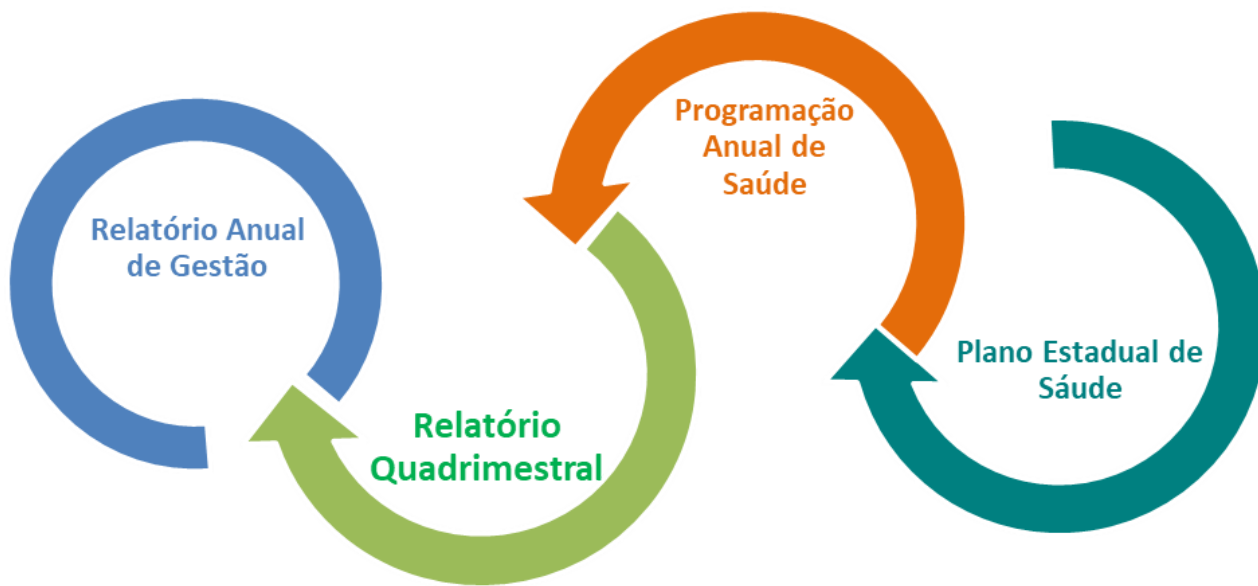 Relatório Anual
de Gestão
Relatório
Quadrimestral
Programação
Anual de
Saúde
Plano Estadual de
Sáude